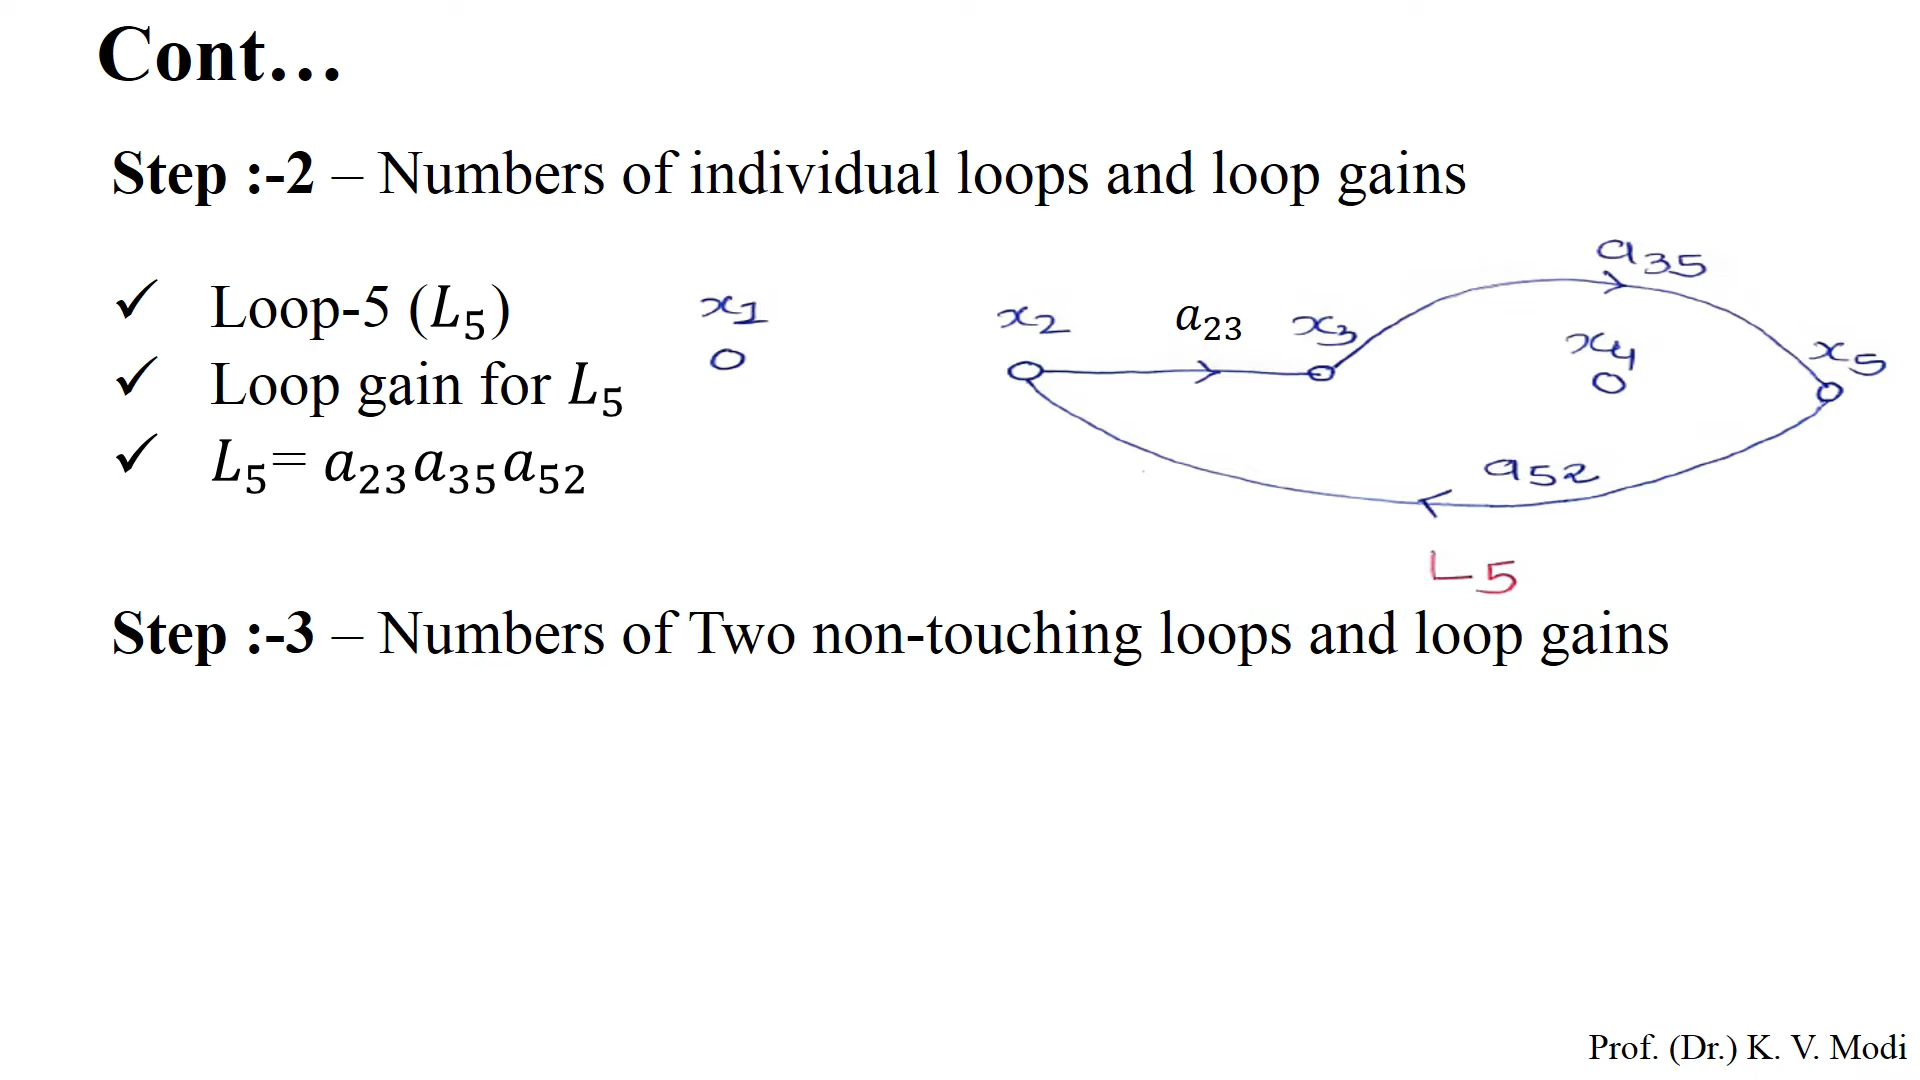 Cont…
Step :-2 – Numbers of individual loops and loop gains
✓ Loop-5 (L₅)
✓ Loop gain for L₅
✓ L₅= a₂₃a₃₅a₅₂
x₁
x₂
a₂₃
x₃
a₃₅
x₄
x₅
a₅₂
L₅
Step :-3 – Numbers of Two non-touching loops and loop gains
Prof. (Dr.) K. V. Modi